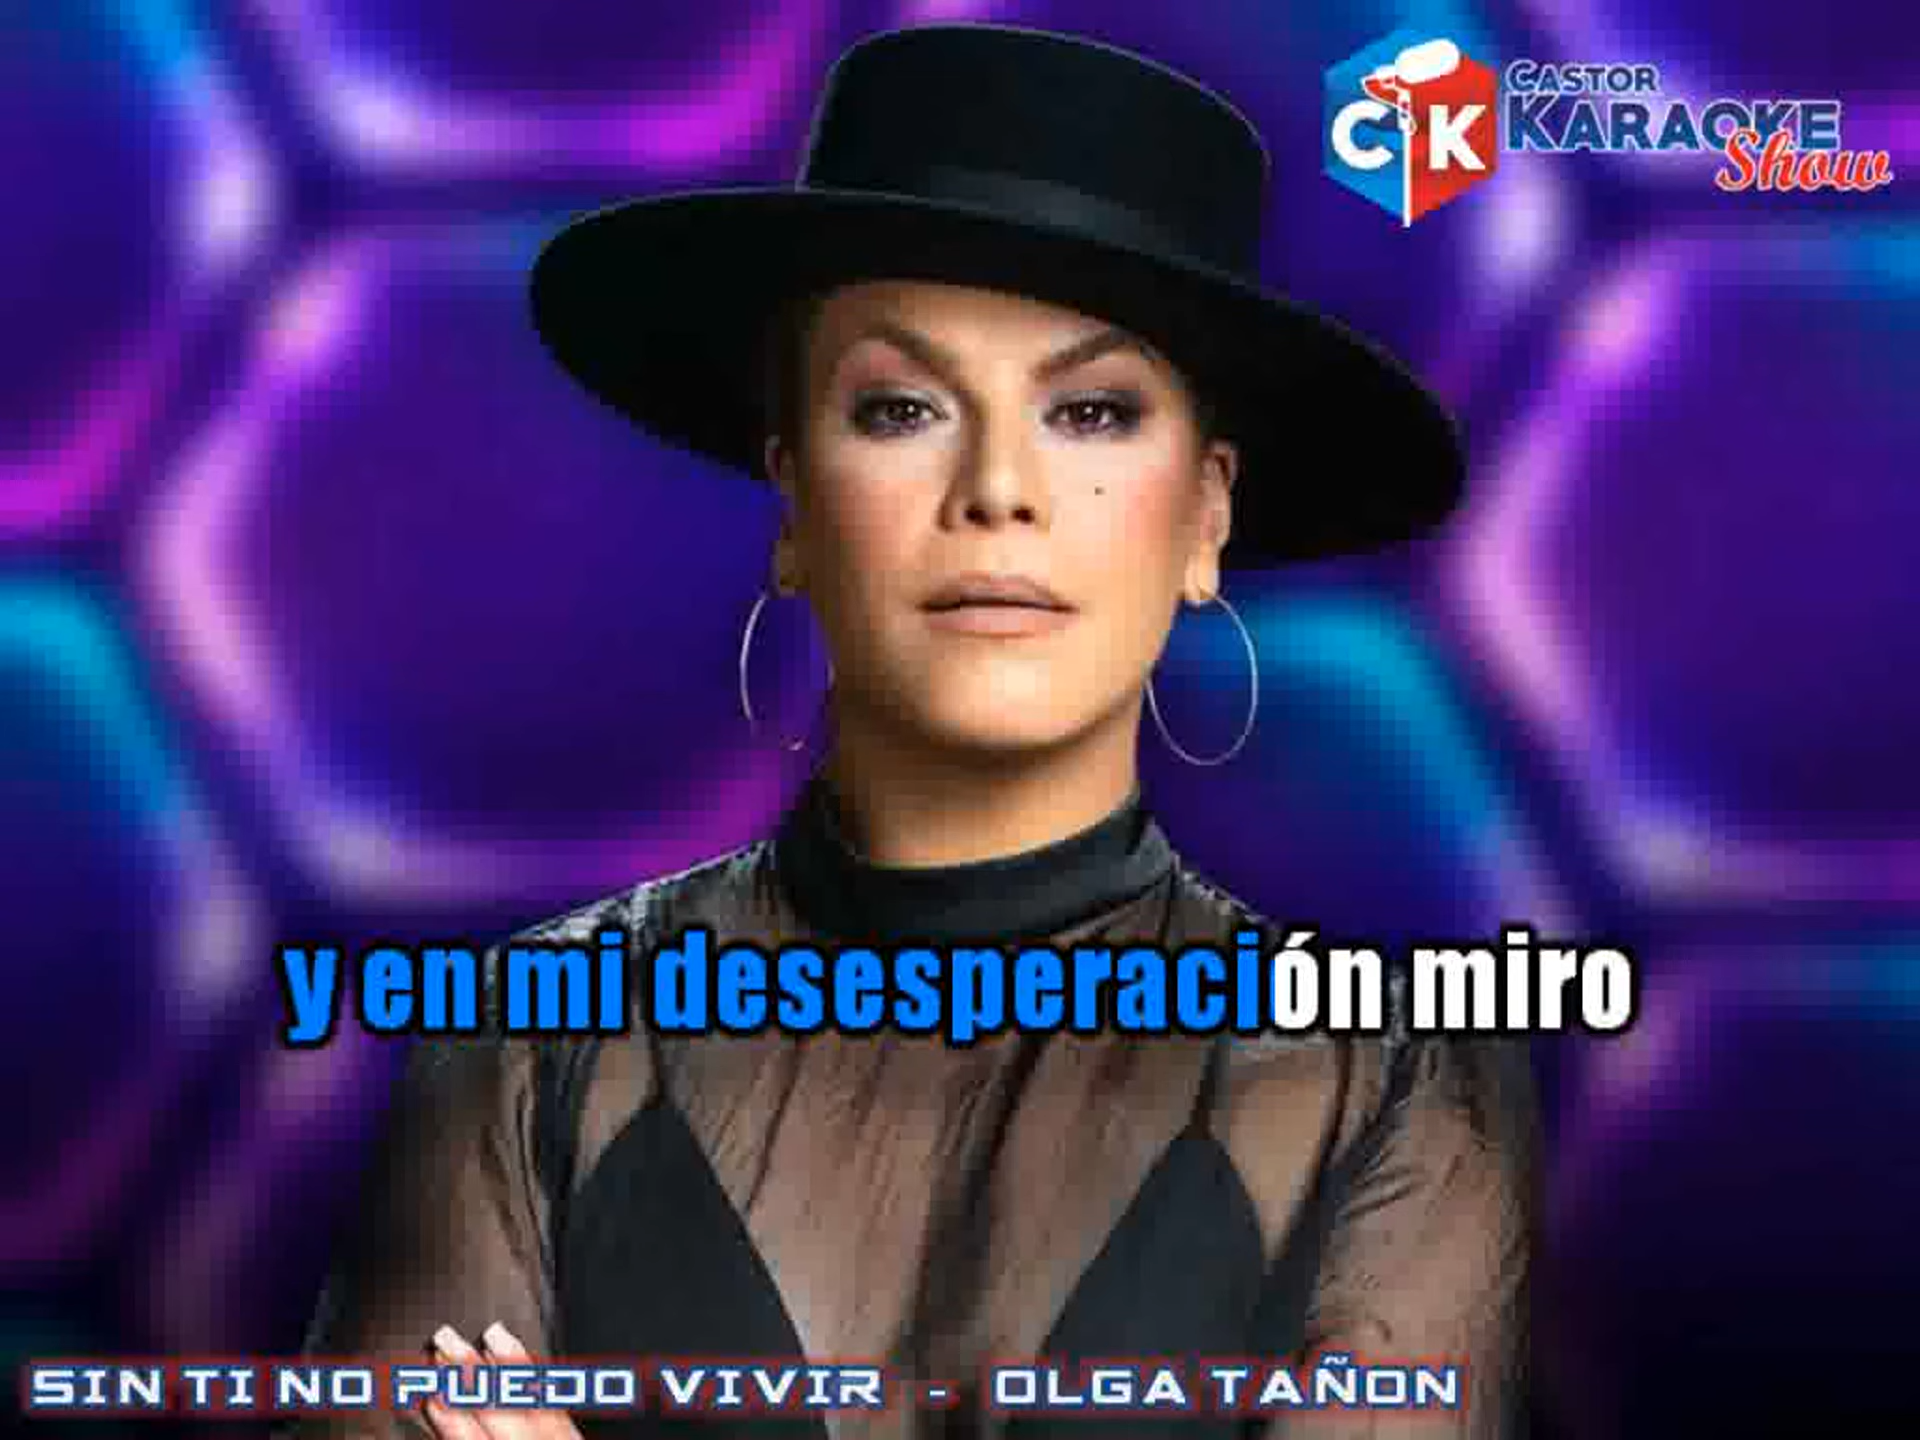 CASTOR
KARAOKE
Show
CK
y en mi desesperación miro
SIN TI NO PUEDO VIVIR - OLGA TAÑON